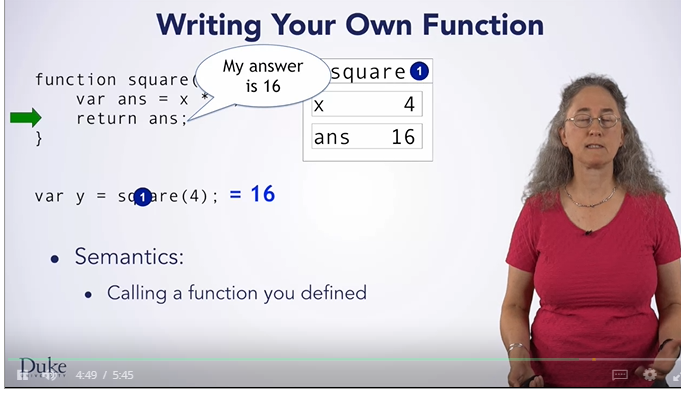 Writing Your Own Function
function square(
My answer
is 16
square 1
var ans = x *
x 4
return ans;
ans 16
}
var y = sq 1 are(4); = 16
• Semantics:
• Calling a function you defined
Duke
4:49 / 5:45